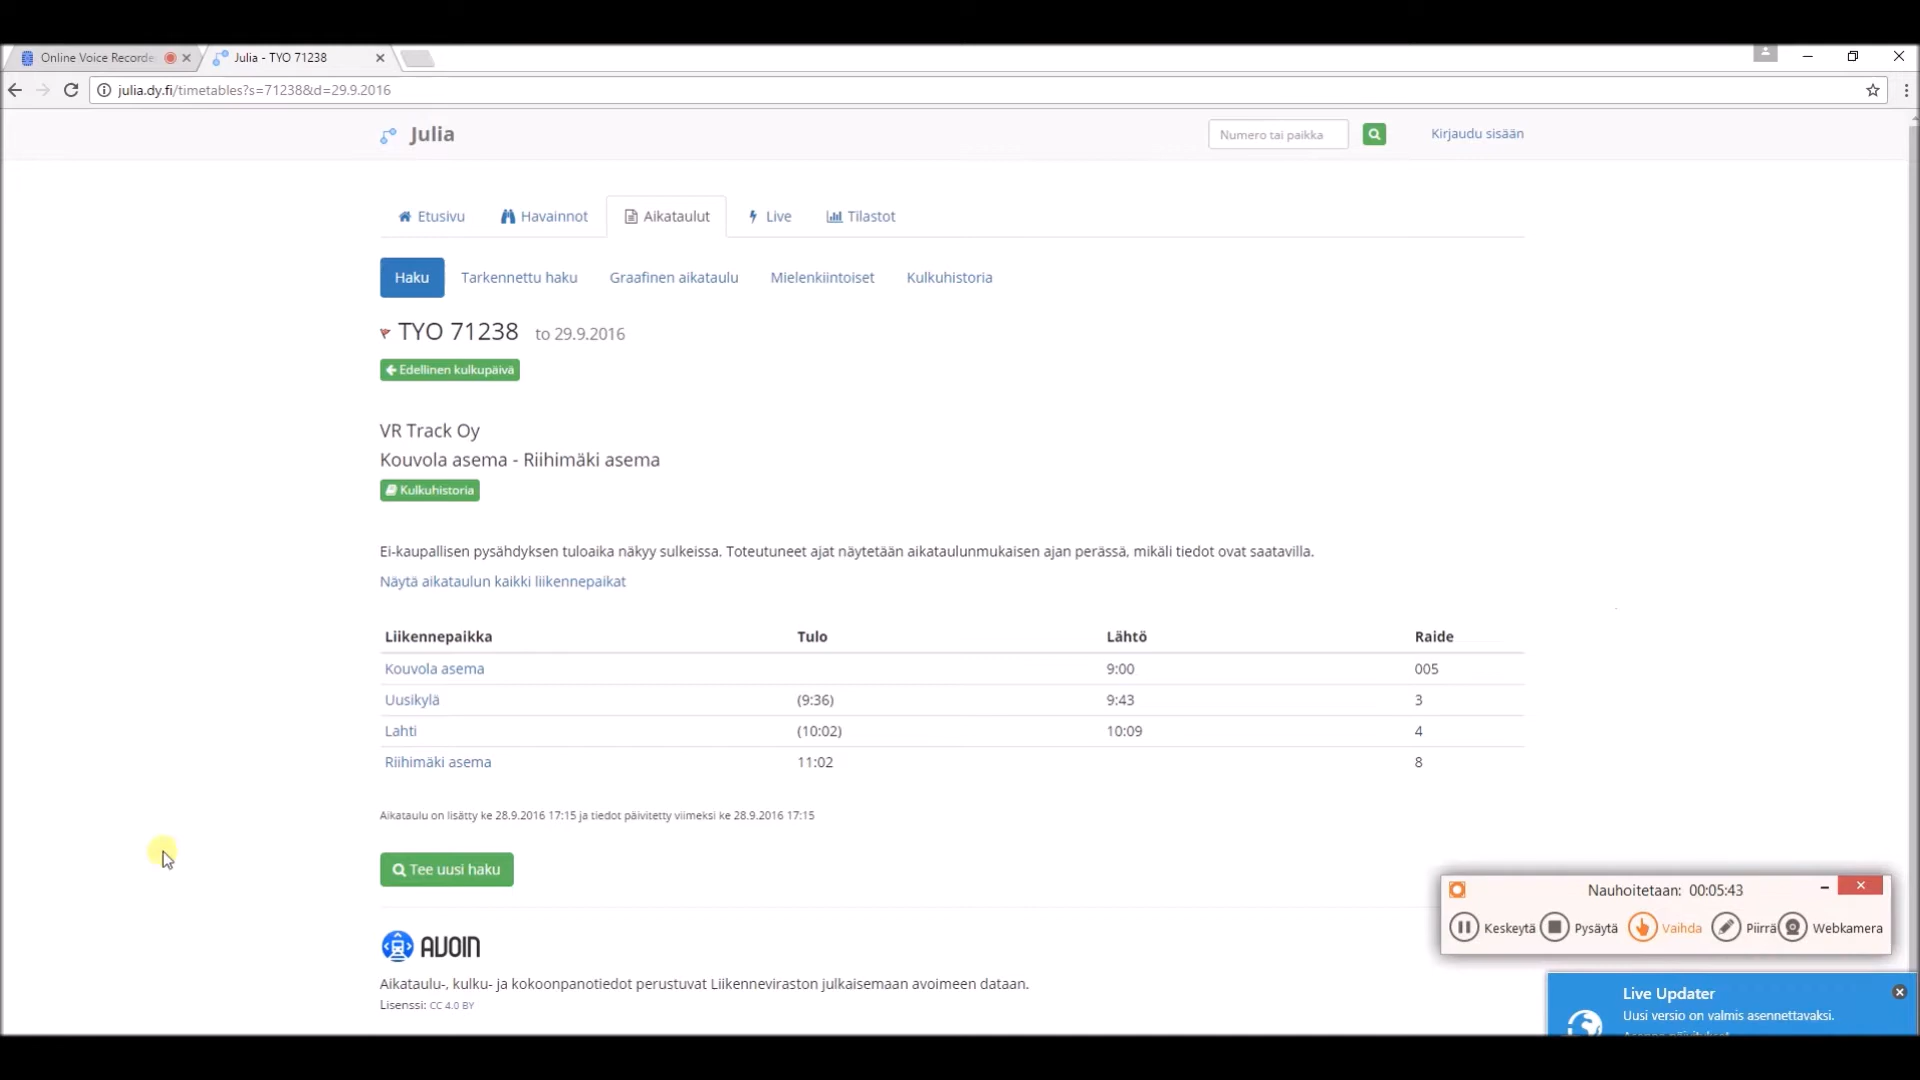 Online Voice Recorde
Julia - TYO 71238
julia.dy.fi/timetables?s=71238&d=29.9.2016
Julia
Numero tai paikka
Kirjaudu sisään
Etusivu
Havainnot
Aikataulut
Live
Tilastot
Haku
Tarkennettu haku
Graafinen aikataulu
Mielenkiintoiset
Kulkuhistoria
TYO 71238 to 29.9.2016
Edellinen kulkupäivä
VR Track Oy
Kouvola asema - Riihimäki asema
Kulkuhistoria
Ei-kaupallisen pysähdyksen tuloaika näkyy sulkeissa. Toteutuneet ajat näytetään aikataulunmukaisen ajan perässä, mikäli tiedot ovat saatavilla.
Näytä aikataulun kaikki liikennepaikat
Liikennepaikka Tulo Lähtö Raide
Kouvola asema 9:00 005
Uusikylä (9:36) 9:43 3
Lahti (10:02) 10:09 4
Riihimäki asema 11:02 8
Aikataulu on lisätty ke 28.9.2016 17:15 ja tiedot päivitetty viimeksi ke 28.9.2016 17:15
Tee uusi haku
Nauhoitetaan: 00:05:43
Keskeytä Pysäytä Vaihda Piirrä Webkamera
AVOIN
Aikataulu-, kulku- ja kokoonpanotiedot perustuvat Liikenneviraston julkaisemaan avoimeen dataan.
Lisenssi: CC 4.0 BY
Live Updater
Uusi versio on valmis asennettavaksi.